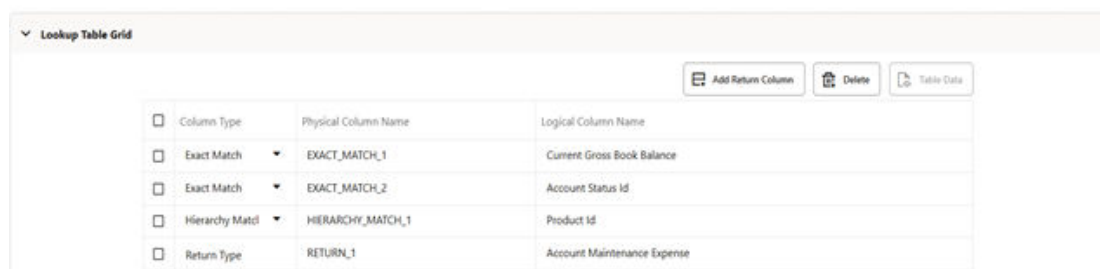 Lookup Table Grid
Add Return Column Delete Table Data
Column Type Physical Column Name Logical Column Name
Exact Match EXACT_MATCH_1 Current Gross Book Balance
Exact Match EXACT_MATCH_2 Account Status Id
Hierarchy Matcl HIERARCHY_MATCH_1 Product Id
Return Type RETURN_1 Account Maintenance Expense